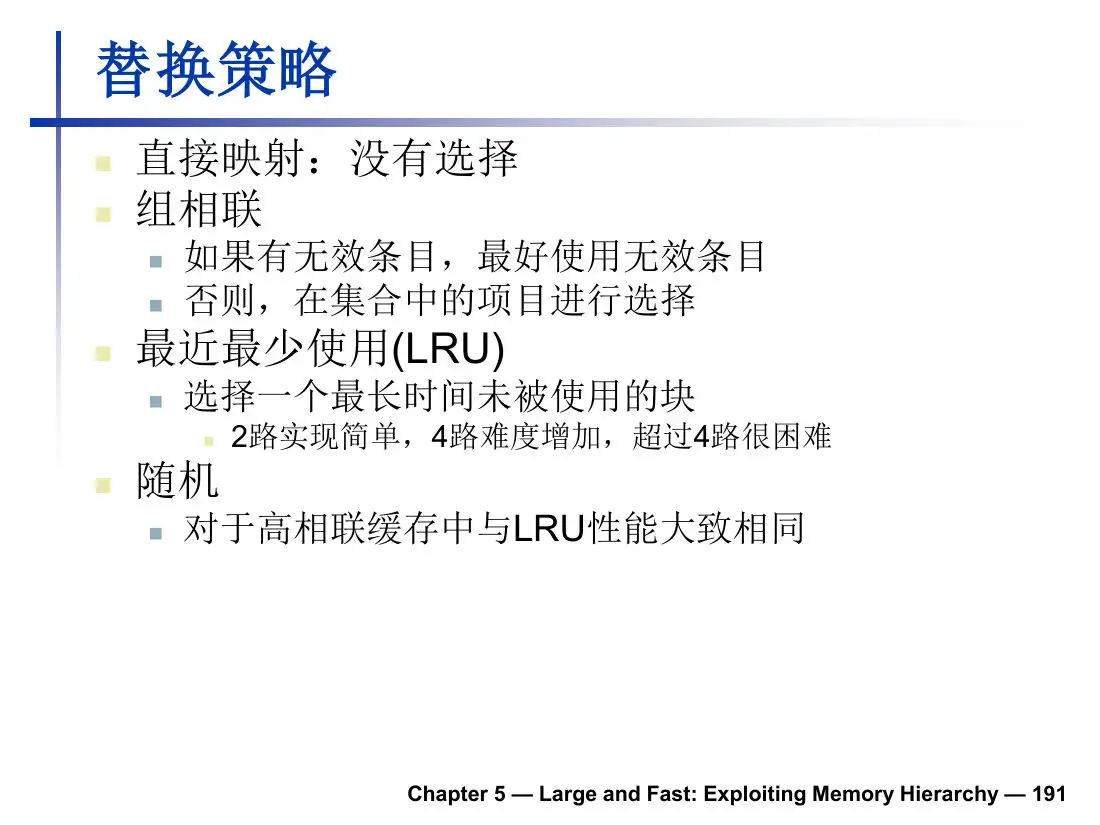 替换策略
直接映射：没有选择
组相联
如果有无效条目，最好使用无效条目
否则，在集合中的项目进行选择
最近最少使用(LRU)
选择一个最长时间未被使用的块
2路实现简单，4路难度增加，超过4路很困难
随机
对于高相联缓存中与LRU性能大致相同
Chapter 5 — Large and Fast: Exploiting Memory Hierarchy — 191